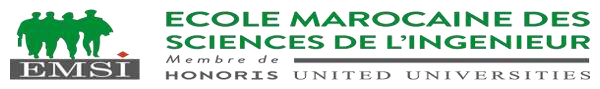 EMSI
ECOLE MAROCAINE DES
SCIENCES DE L'INGENIEUR
Membre de
HONORIS UNITED UNIVERSITIES